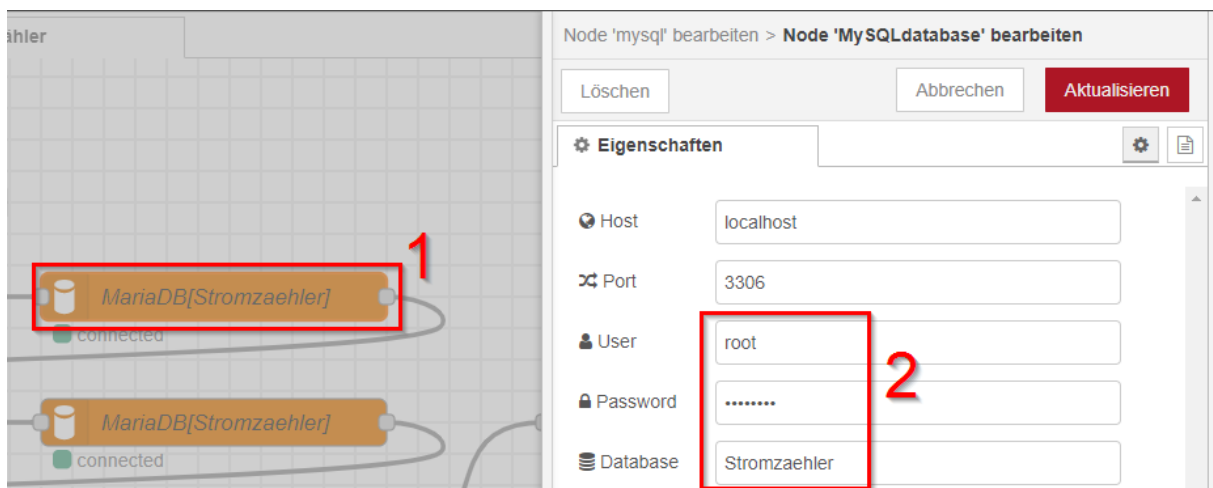 ähler
Node 'mysql' bearbeiten > Node 'MySQLdatabase' bearbeiten
Löschen
Abbrechen
Aktualisieren
Eigenschaften
Host
localhost
1
MariaDB[Stromzaehler]
connected
Port
3306
User
root
2
Password
••••••••
MariaDB[Stromzaehler]
connected
Database
Stromzaehler